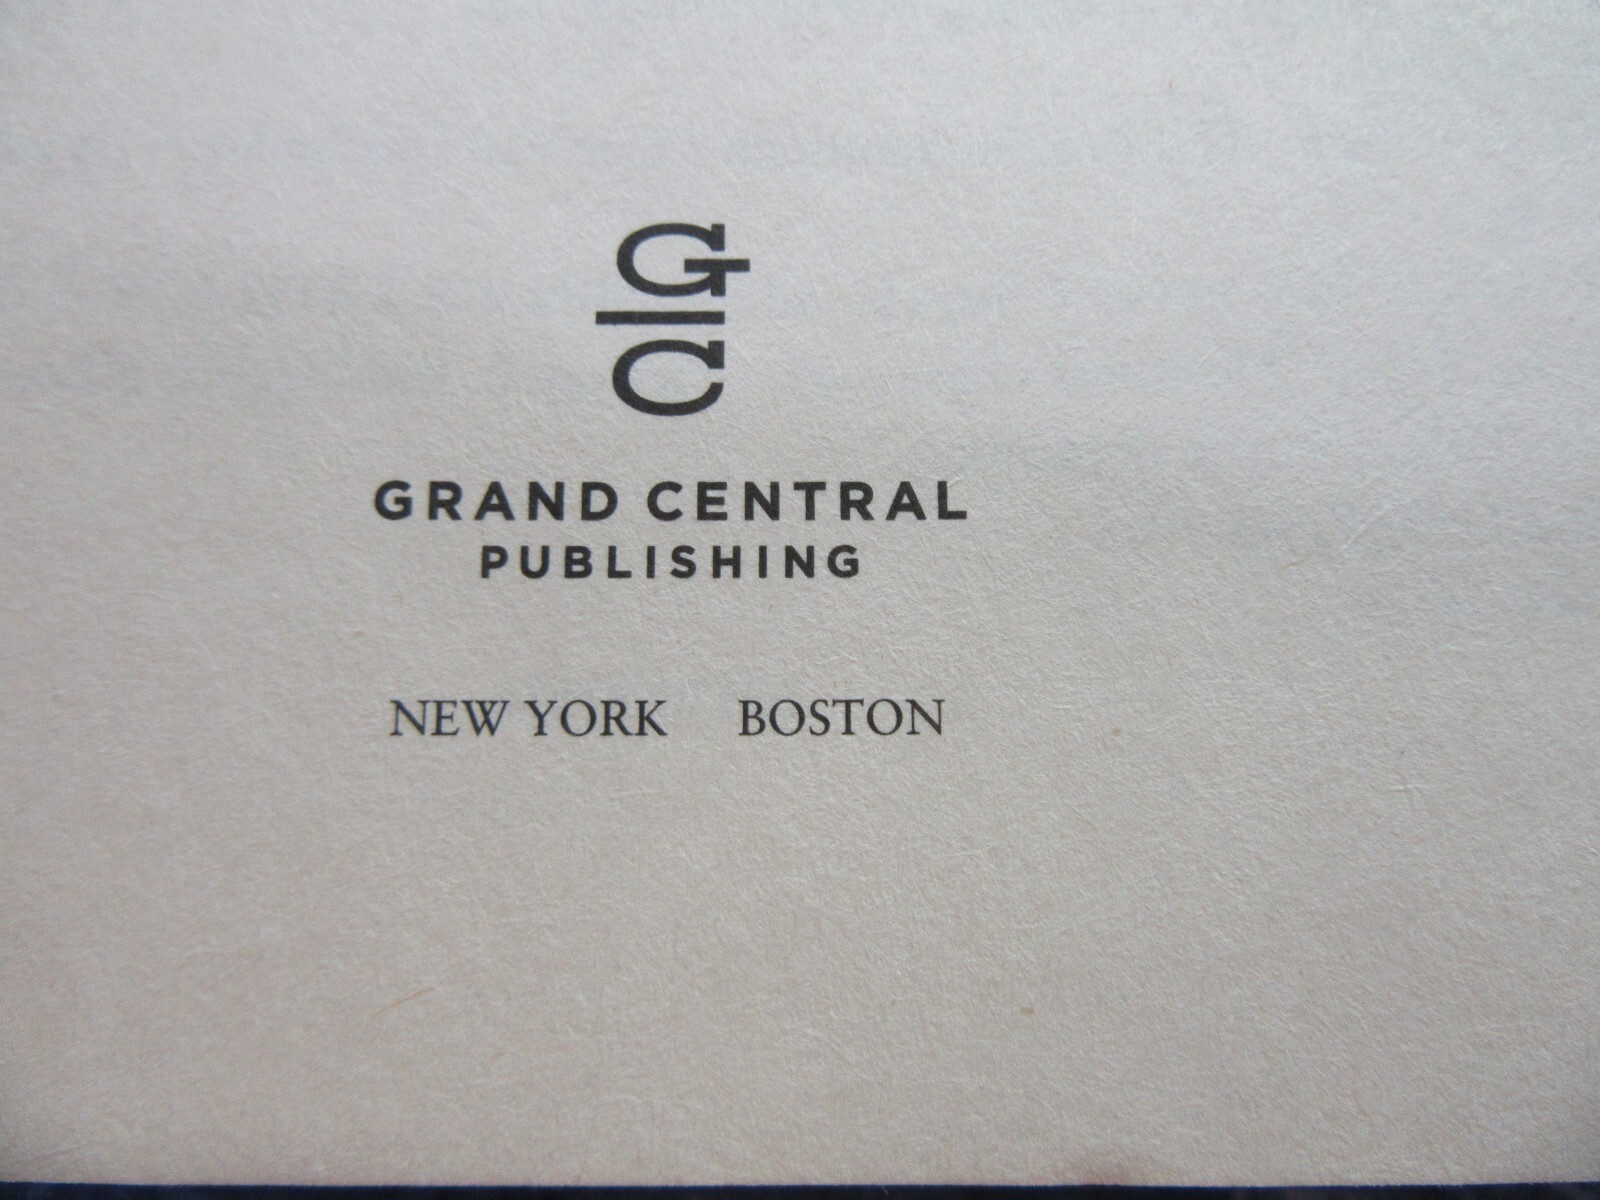 G
C
GRAND CENTRAL
PUBLISHING
NEW YORK BOSTON